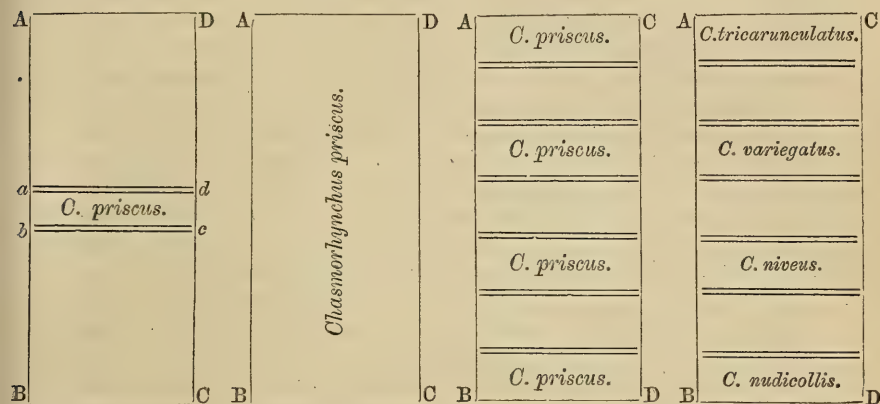 A D
a d
C. priscus.
b c
B C
A D
Chasmorhynchus priscus.
B C
A C
C. priscus.
C. priscus.
C. priscus.
C. priscus.
B D
A C
C. tricarunculatus.
C. variegatus.
C. niveus.
C. nudicollis.
B D